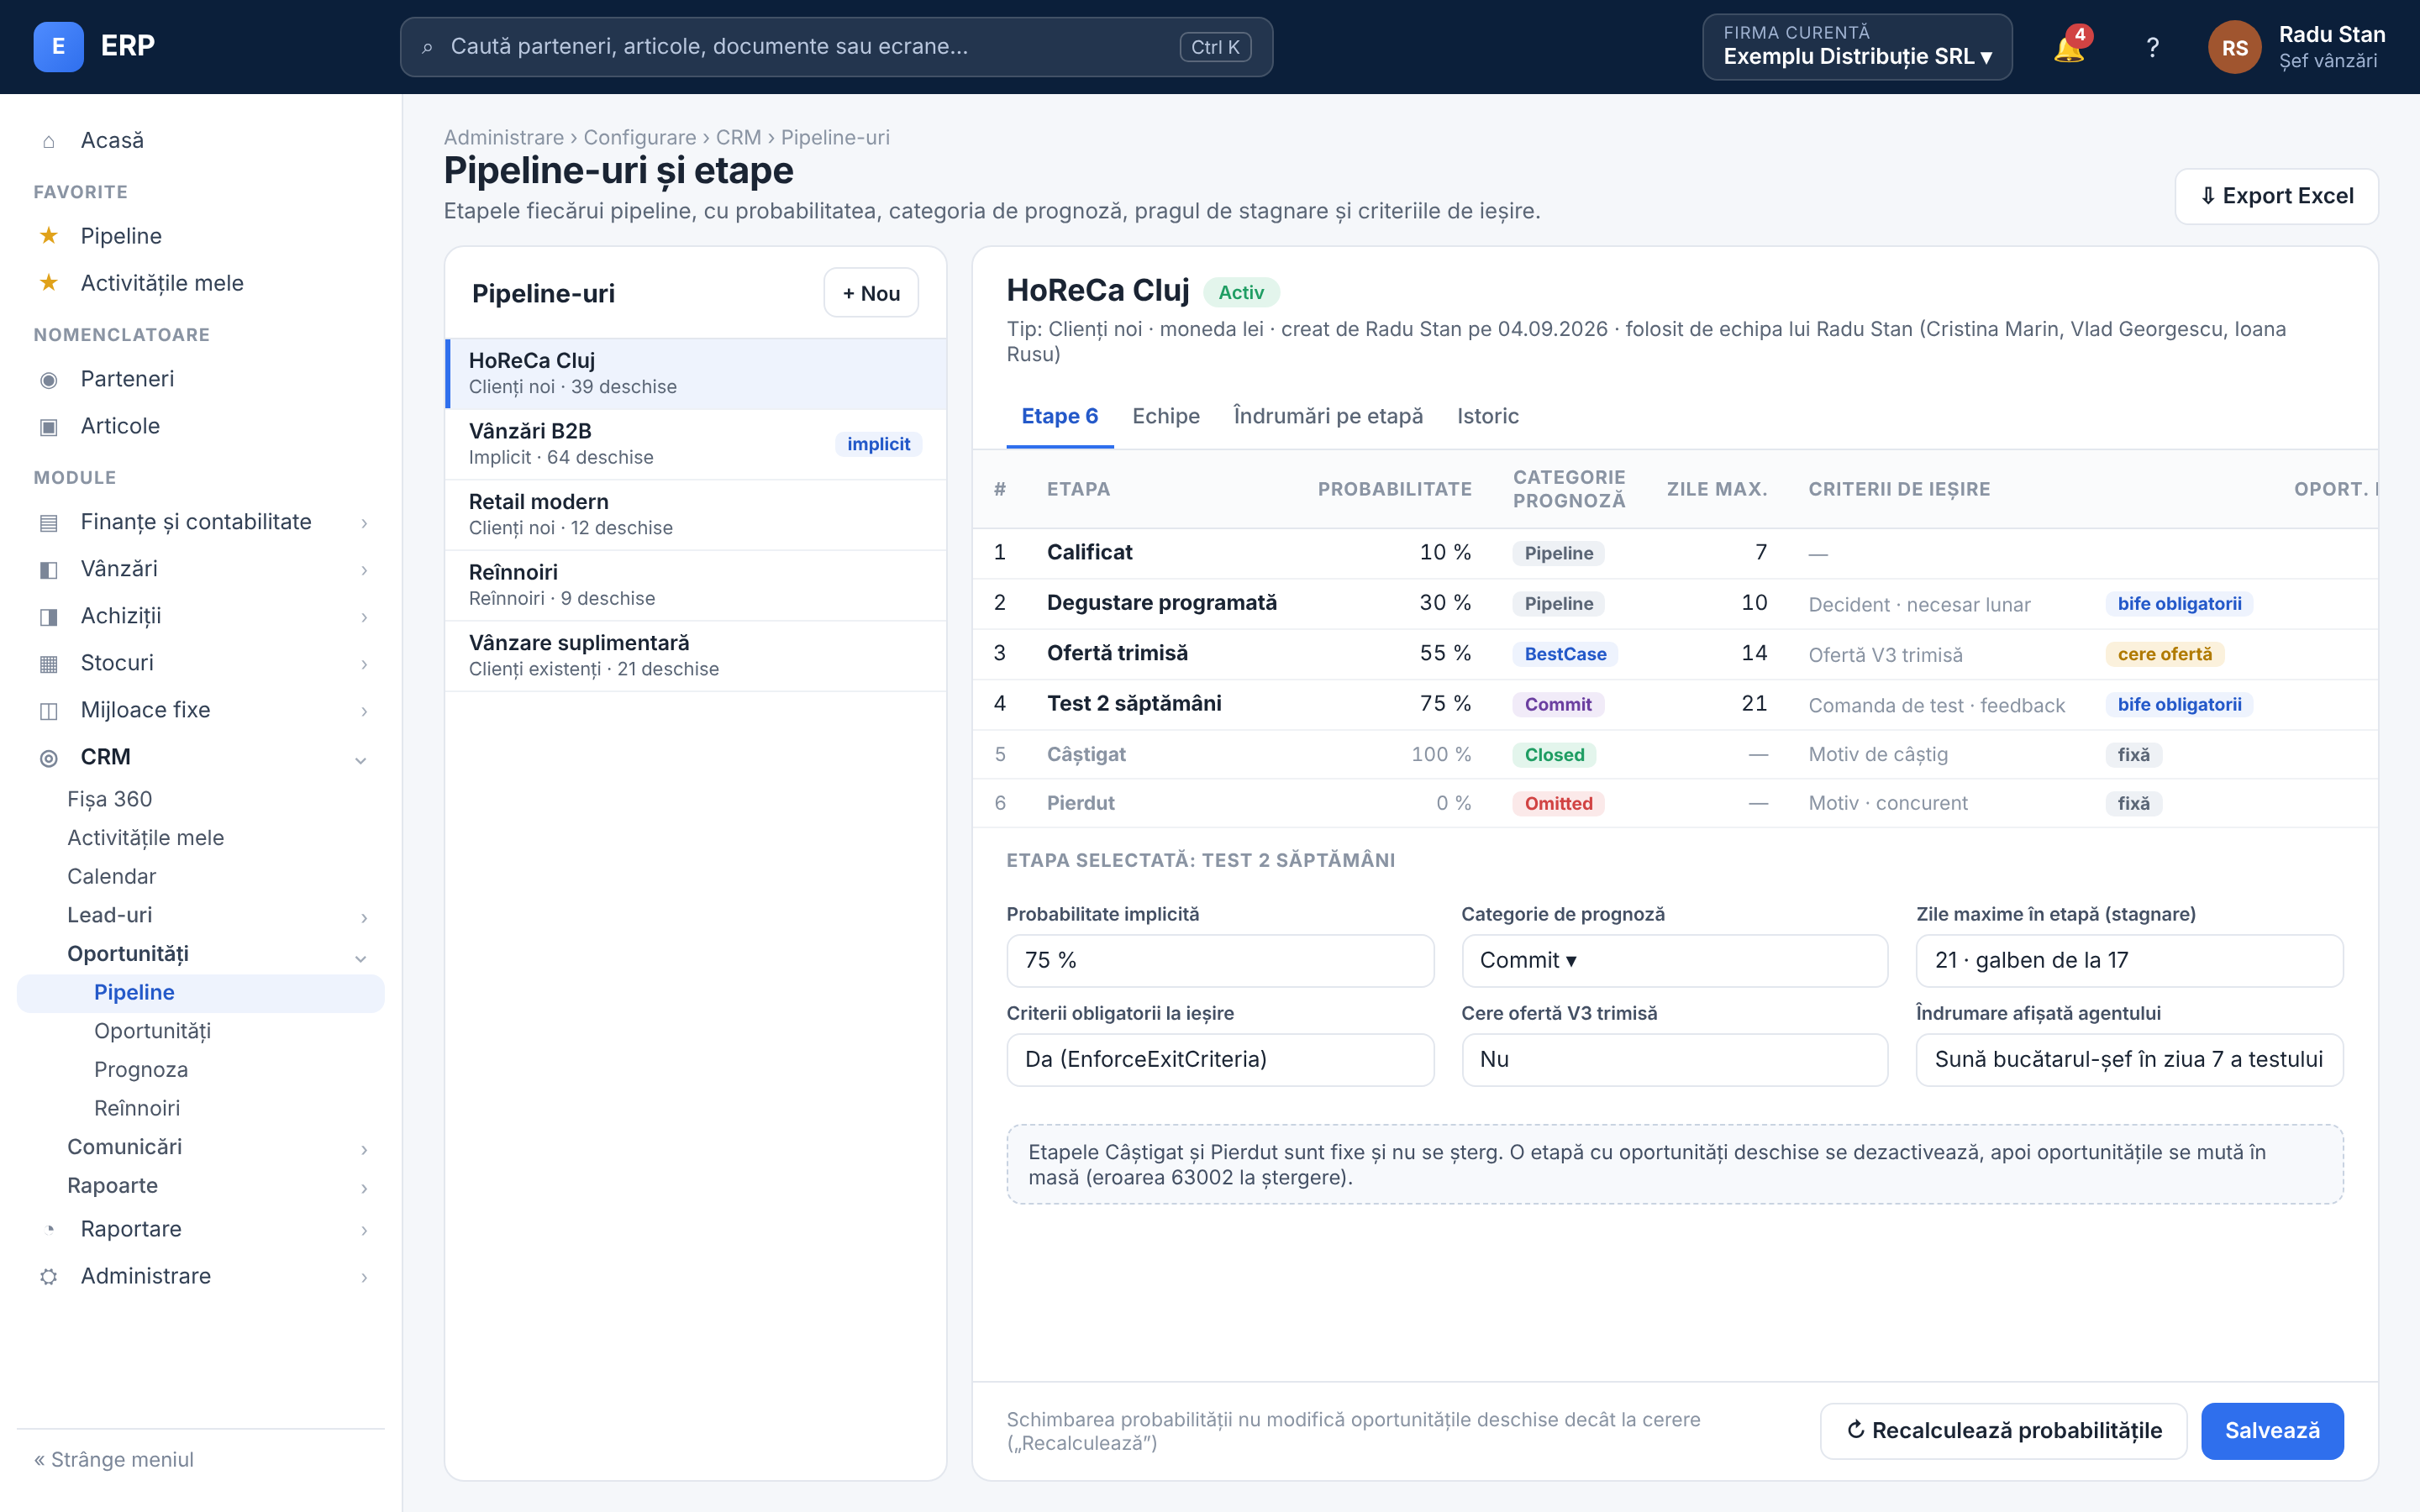 E ERP
Caută parteneri, articole, documente sau ecrane... Ctrl K
FIRMA CURENTĂ
Exemplu Distribuție SRL ▾
4
?
RS
Radu Stan
Șef vânzări
Acasă
FAVORITE
★ Pipeline
★ Activitățile mele
NOMENCLATOARE
Parteneri
Articole
MODULE
Finanțe și contabilitate ›
Vânzări ›
Achiziții ›
Stocuri ›
Mijloace fixe ›
CRM
Fișa 360
Activitățile mele
Calendar
Lead-uri ›
Oportunități
Pipeline
Oportunități
Prognoza
Reînnoiri
Comunicări ›
Rapoarte ›
Raportare ›
Administrare ›
« Strânge meniul
Administrare › Configurare › CRM › Pipeline-uri
Pipeline-uri și etape
Etapele fiecărui pipeline, cu probabilitatea, categoria de prognoză, pragul de stagnare și criteriile de ieșire.
⇩ Export Excel
Pipeline-uri
+ Nou
HoReCa Cluj
Clienți noi · 39 deschise
Vânzări B2B
Implicit · 64 deschise
implicit
Retail modern
Clienți noi · 12 deschise
Reînnoiri
Reînnoiri · 9 deschise
Vânzare suplimentară
Clienți existenți · 21 deschise
HoReCa Cluj Activ
Tip: Clienți noi · moneda lei · creat de Radu Stan pe 04.09.2026 · folosit de echipa lui Radu Stan (Cristina Marin, Vlad Georgescu, Ioana
Rusu)
Etape 6 Echipe Îndrumări pe etapă Istoric
# ETAPA PROBABILITATE CATEGORIE PROGNOZĂ ZILE MAX. CRITERII DE IEȘIRE OPORT.
1 Calificat 10 % Pipeline 7 —
2 Degustare programată 30 % Pipeline 10 Decident · necesar lunar bife obligatorii
3 Ofertă trimisă 55 % BestCase 14 Ofertă V3 trimisă cere ofertă
4 Test 2 săptămâni 75 % Commit 21 Comanda de test · feedback bife obligatorii
5 Câștigat 100 % Closed — Motiv de câștig fixă
6 Pierdut 0 % Omitted — Motiv · concurent fixă
ETAPA SELECTATĂ: TEST 2 SĂPTĂMÂNI
Probabilitate implicită
75 %
Categorie de prognoză
Commit ▾
Zile maxime în etapă (stagnare)
21 · galben de la 17
Criterii obligatorii la ieșire
Da (EnforceExitCriteria)
Cere ofertă V3 trimisă
Nu
Îndrumare afișată agentului
Sună bucătarul-șef în ziua 7 a testului
Etapele Câștigat și Pierdut sunt fixe și nu se șterg. O etapă cu oportunități deschise se dezactivează, apoi oportunitățile se mută în
masă (eroarea 63002 la ștergere).
Schimbarea probabilității nu modifică oportunitățile deschise decât la cerere
(„Recalculează”)
↻ Recalculează probabilitățile
Salvează